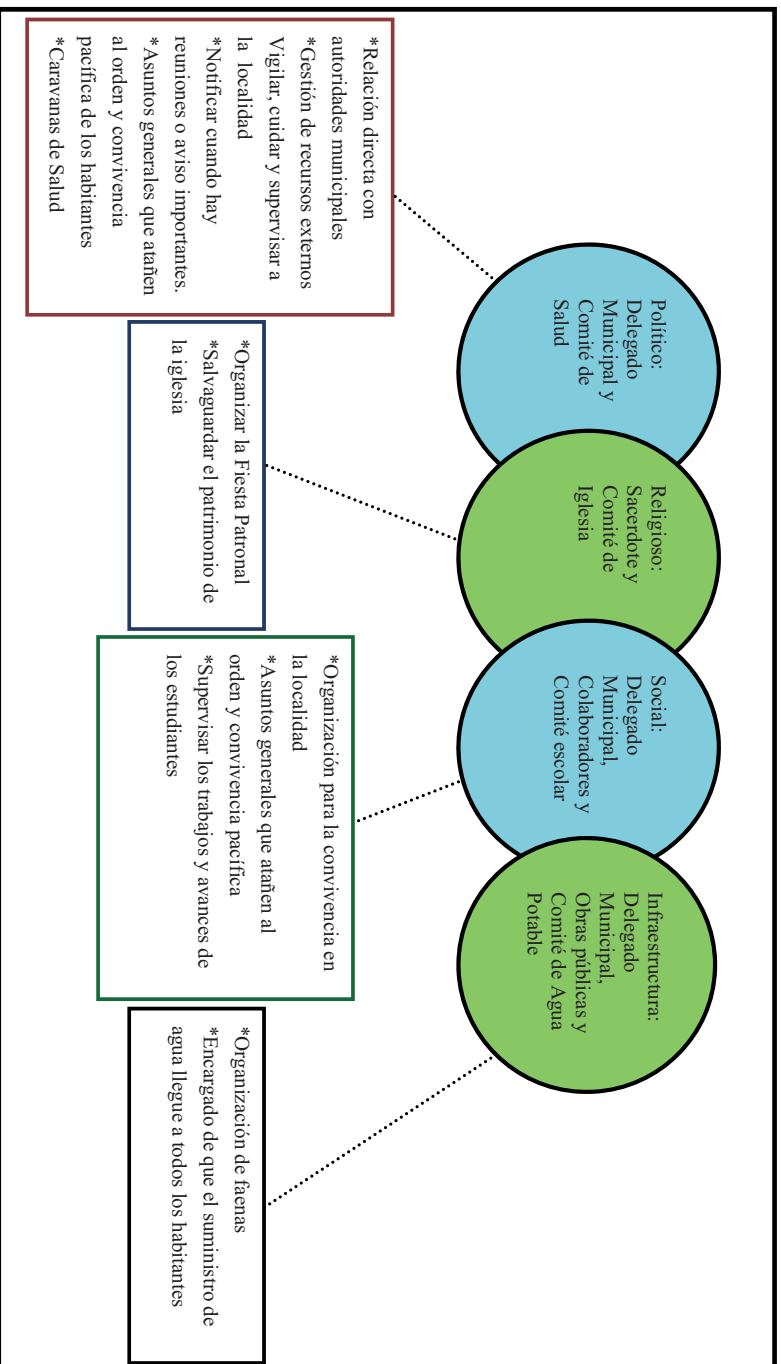 Político:
Delegado
Municipal y
Comité de
Salud
Religioso:
Sacerdote y
Comité de
Iglesia
Social:
Delegado
Municipal,
Colaboradores y
Comité escolar
Infraestructura:
Delegado
Municipal,
Obras públicas y
Comité de Agua
Potable
*Relación directa con
autoridades municipales
*Gestión de recursos externos
Vigilar, cuidar y supervisar a
la localidad
*Notificar cuando hay
reuniones o aviso importantes.
*Asuntos generales que atañen
al orden y convivencia
pacífica de los habitantes
*Caravanas de Salud
*Organizar la Fiesta Patronal
*Salvaguardar el patrimonio de
la iglesia
*Organización para la convivencia en
la localidad
*Asuntos generales que atañen al
orden y convivencia pacífica
*Supervisar los trabajos y avances de
los estudiantes
*Organización de faenas
*Encargado de que el suministro de
agua llegue a todos los habitantes